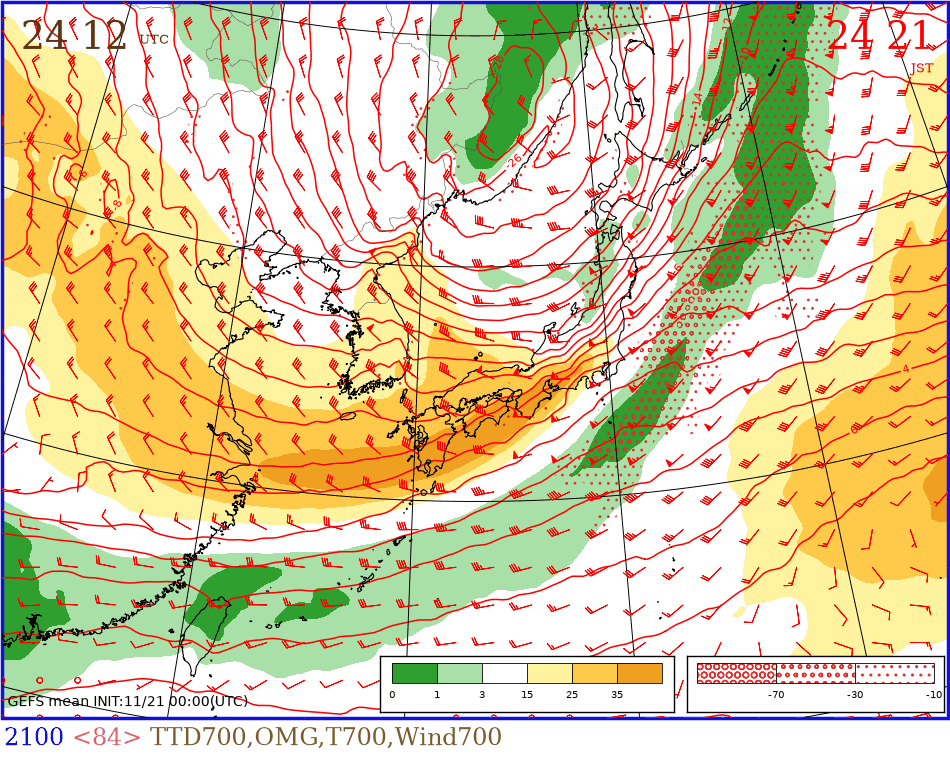 24 12 UTC
24 21
JST
-14
-26
-8
-4
0 1 3 15 25 35
-70 -30 -10
GEFS mean INIT:11/21 00:00(UTC)
2100 <84> TTD700,OMG,T700,Wind700